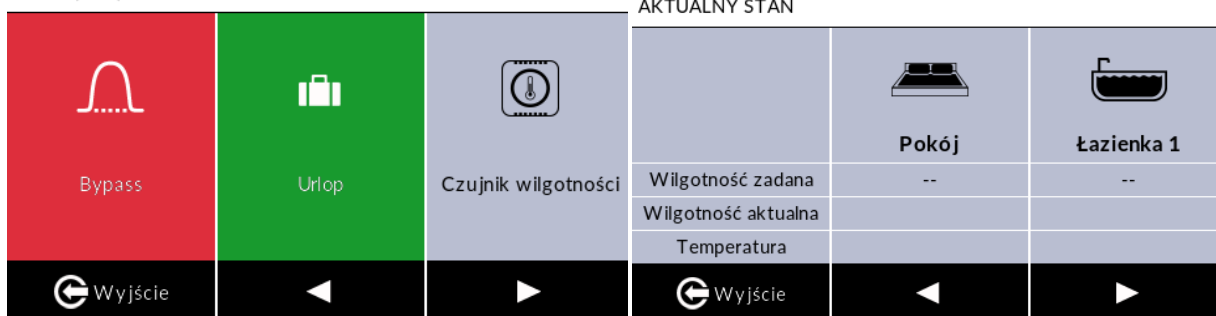 AKTUALNY STAN
Bypass
Urlop
Czujnik wilgotności
Wyjście
Pokój
Łazienka 1
Wilgotność zadana
--
--
Wilgotność aktualna
Temperatura
Wyjście